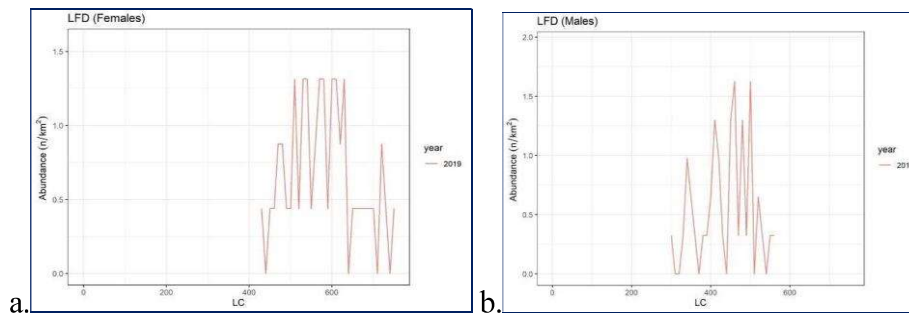 LFD (Females)
1.5
1.0
0.5
0.0
Abundance (n/km²)
0
200
400
600
LC
year
2019
a.
LFD (Males)
2.0
1.5
1.0
0.5
0.0
Abundance (n/km²)
0
200
400
600
LC
year
201
b.